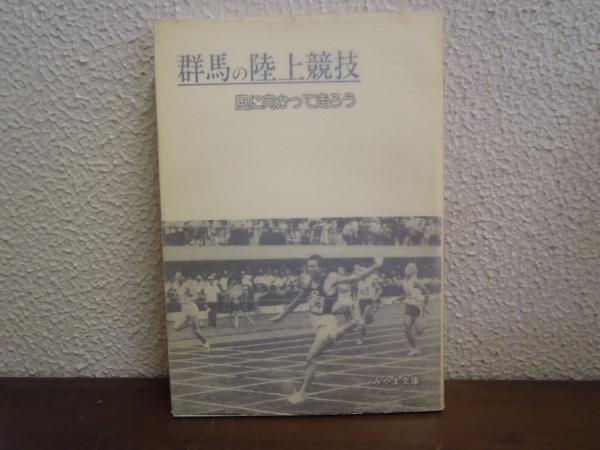 群馬の陸上競技
風に向かって走ろう
みやま文庫